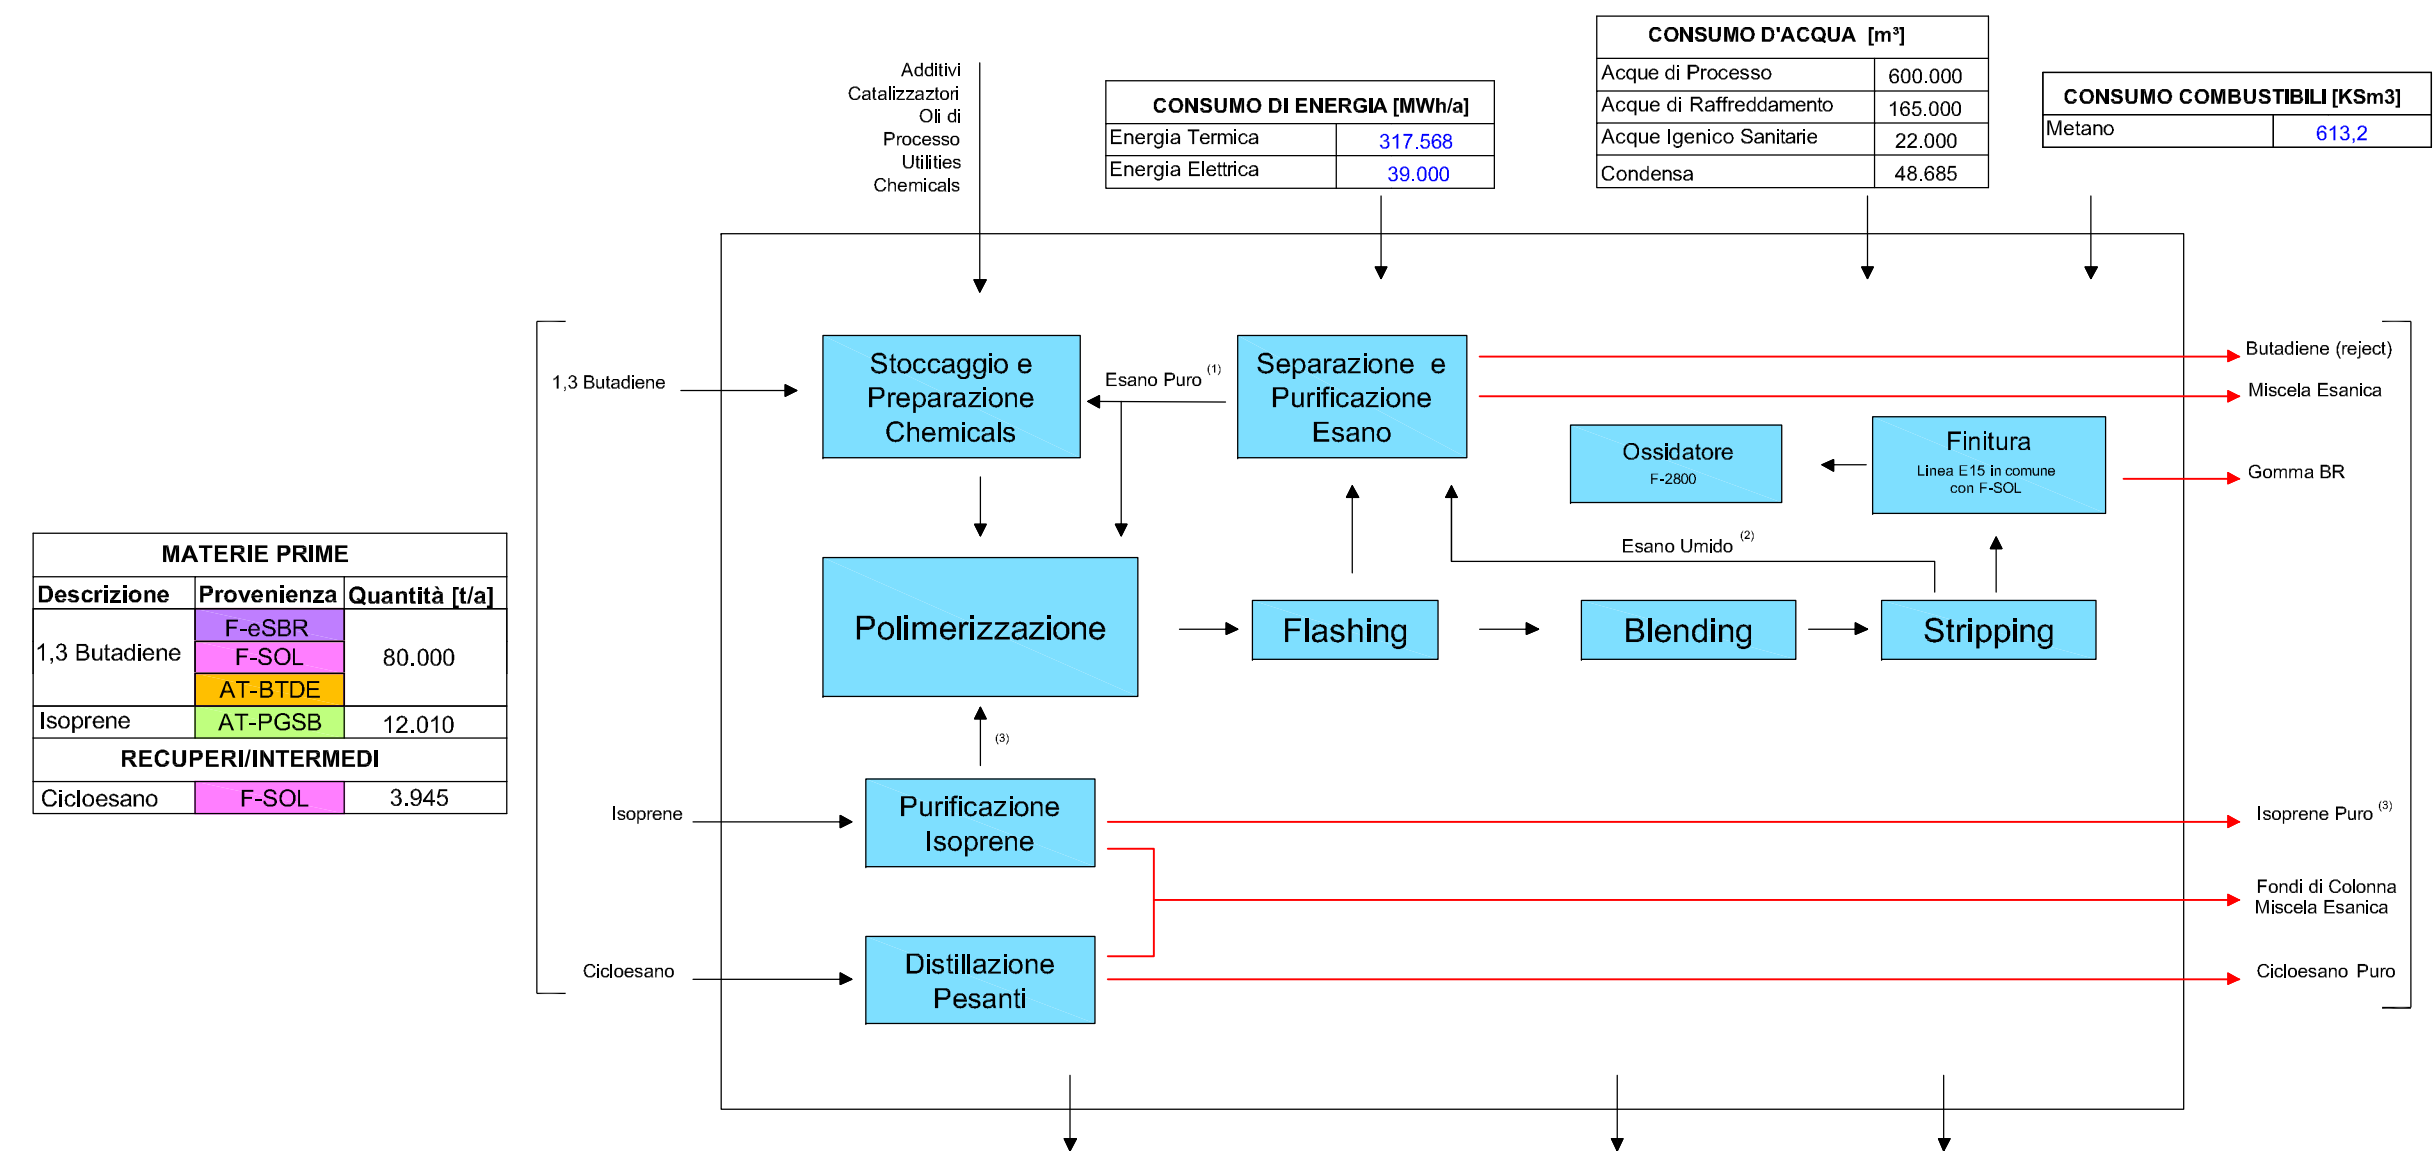 Additivi
Catalizzaztori
Oli di
Processo
Utilities
Chemicals
CONSUMO DI ENERGIA [MWh/a]
Energia Termica 317.568
Energia Elettrica 39.000
CONSUMO D'ACQUA [m³]
Acque di Processo 600.000
Acque di Raffreddamento 165.000
Acque Igenico Sanitarie 22.000
Condensa 48.685
CONSUMO COMBUSTIBILI [KSm3]
Metano 613,2
MATERIE PRIME
Descrizione Provenienza Quantità [t/a]
1,3 Butadiene F-eSBR 80.000
F-SOL
AT-BTDE
Isoprene AT-PGSB 12.010
RECUPERI/INTERMEDI
Cicloesano F-SOL 3.945
1,3 Butadiene
Isoprene
Cicloesano
Stoccaggio e
Preparazione
Chemicals
Esano Puro (1)
Separazione e
Purificazione
Esano
Ossidatore
F-2800
Finitura
Linea E15 in comune
con F-SOL
Esano Umido (2)
Polimerizzazione
Flashing
Blending
Stripping
(3)
Purificazione
Isoprene
Distillazione
Pesanti
Butadiene (reject)
Miscela Esanica
Gomma BR
Isoprene Puro (3)
Fondi di Colonna
Miscela Esanica
Cicloesano Puro